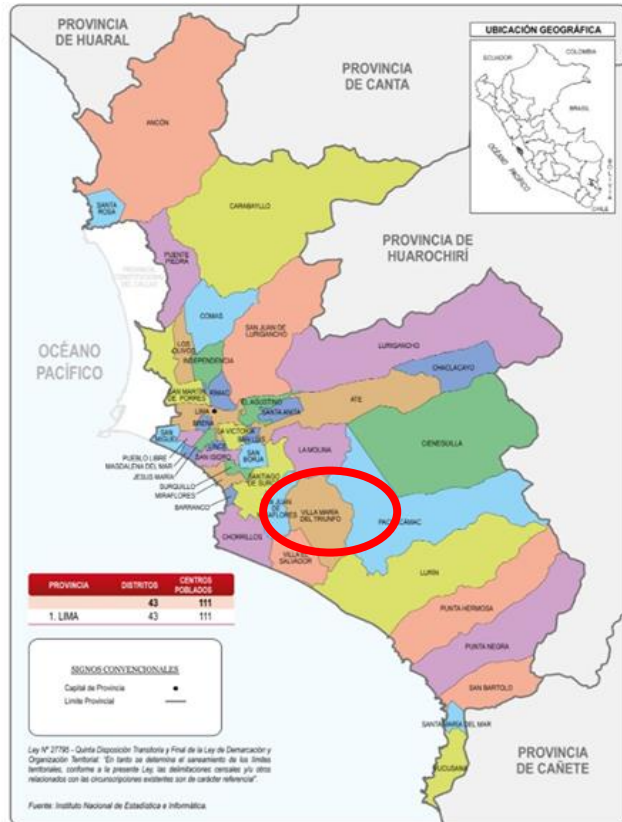 PROVINCIA
DE HUARAL
PROVINCIA
DE CANTA
UBICACIÓN GEOGRÁFICA
ECUADOR
COLOMBIA
BRASIL
OCÉANO PACÍFICO
BOLIVIA
CHILE
ANCÓN
SANTA
ROSA
CARABAYLLO
PUENTE
PIEDRA
PROVINCIA DE
HUAROCHIRÍ
COMAS
SAN JUAN DE
LURIGANCHO
LURIGANCHO
OCÉANO
PACÍFICO
LOS
OLIVOS
INDEPENDENCIA
CHACLACAYO
SAN MARTIN
DE PORRES
RIMAC
EL AGUSTINO
SANTA ANITA
ATE
LIMA
BREÑA
LA VICTORIA
SAN LUIS
SAN
MIGUEL
LINCE
SAN ISIDRO
SAN
BORJA
LA MOLINA
CIENEGUILLA
PUEBLO LIBRE
MAGDALENA DEL MAR
JESUS MARÍA
SURQUILLO
MIRAFLORES
BARRANCO
SANTIAGO
DE SURCO
JUAN
DE
VILLA MARÍA
DEL TRIUNFO
PACHACAMAC
CHORRILLOS
VILLA EL
SALVADOR
LURIN
PUNTA HERMOSA
PUNTA NEGRA
SAN BARTOLO
SANTA MARÍA DEL MAR
PUCUSANA
PROVINCIA
DE CAÑETE
PROVINCIA DISTRITOS CENTROS
POBLADOS
43 111
1. LIMA 43 111
SIGNOS CONVENCIONALES
Capital de Provincia
Limite Provincial
Ley Nº 27795 - Quinta Disposición Transitoria y Final de la Ley de Demarcación y
Organización Territorial: "En tanto se determina el saneamiento de los límites
territoriales, conforme a la presente Ley, las delimitaciones censales y/u otros
relacionados con las circunscripciones existentes son de carácter referencial".
Fuente: Instituto Nacional de Estadística e Informática.